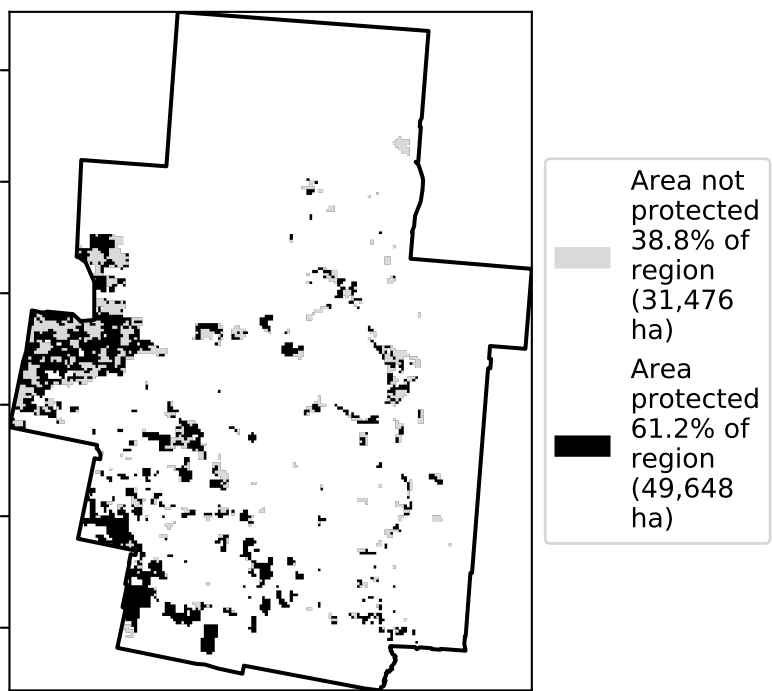 Area not
protected
38.8% of
region
(31,476
ha)
Area
protected
61.2% of
region
(49,648
ha)